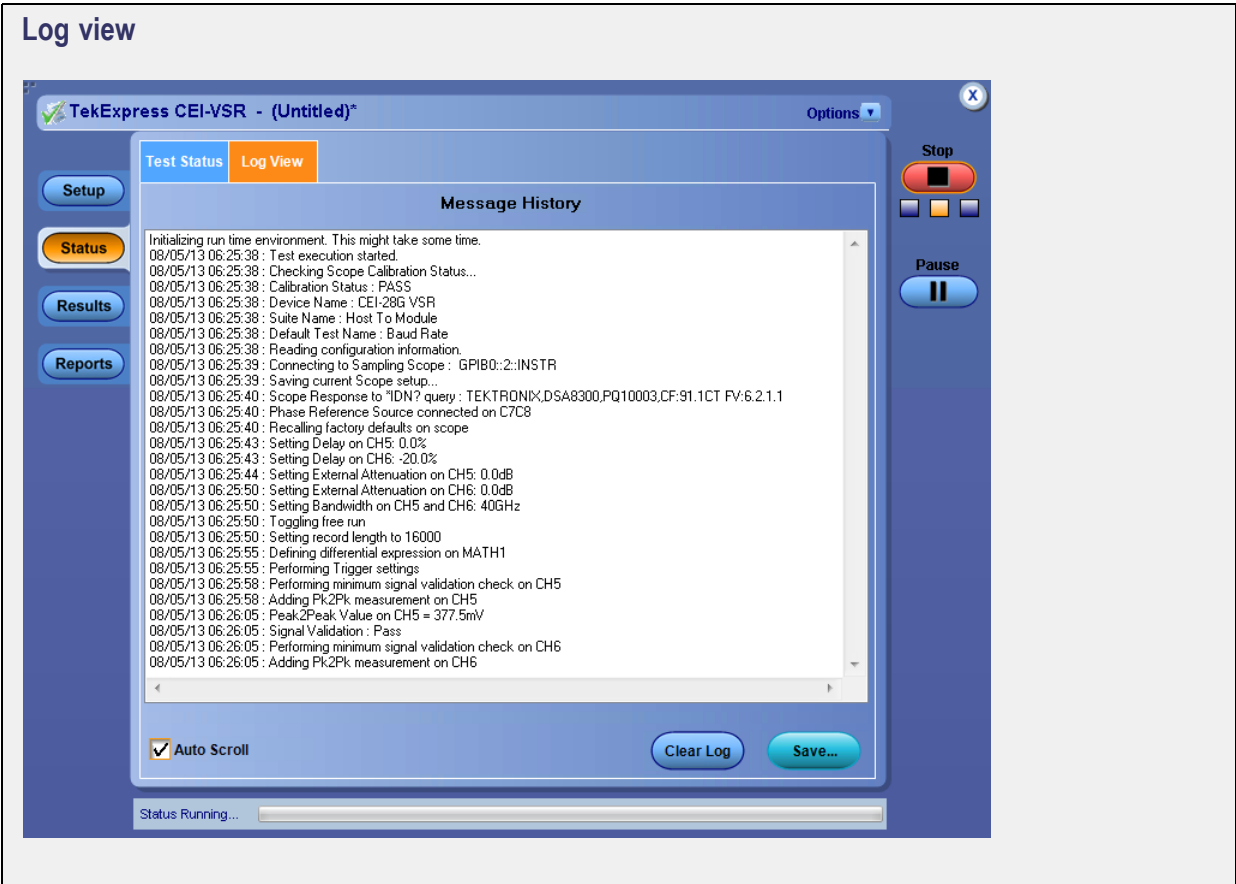 Log view
TekExpress CEI-VSR - (Untitled)*
Options
X
Test Status
Log View
Stop
Setup
Message History
Status
Results
Reports
Pause
Initializing run time environment. This might take some time.
08/05/13 06:25:38 : Test execution started.
08/05/13 06:25:38 : Checking Scope Calibration Status...
08/05/13 06:25:38 : Calibration Status : PASS
08/05/13 06:25:38 : Device Name : CEI-28G VSR
08/05/13 06:25:38 : Suite Name : Host To Module
08/05/13 06:25:38 : Default Test Name : Baud Rate
08/05/13 06:25:38 : Reading configuration information.
08/05/13 06:25:39 : Connecting to Sampling Scope : GPIB0::2::INSTR
08/05/13 06:25:39 : Saving current Scope setup...
08/05/13 06:25:40 : Scope Response to *IDN? query : TEKTRONIX,DSA8300,PQ10003,CF:91.1CT FV:6.2.1.1
08/05/13 06:25:40 : Phase Reference Source connected on C7C8
08/05/13 06:25:40 : Recalling factory defaults on scope
08/05/13 06:25:43 : Setting Delay on CH5: 0.0%
08/05/13 06:25:43 : Setting Delay on CH6: -20.0%
08/05/13 06:25:44 : Setting External Attenuation on CH5: 0.0dB
08/05/13 06:25:50 : Setting External Attenuation on CH6: 0.0dB
08/05/13 06:25:50 : Setting Bandwidth on CH5 and CH6: 40GHz
08/05/13 06:25:50 : Toggling free run
08/05/13 06:25:50 : Setting record length to 16000
08/05/13 06:25:55 : Defining differential expression on MATH1
08/05/13 06:25:55 : Performing Trigger settings
08/05/13 06:25:58 : Performing minimum signal validation check on CH5
08/05/13 06:25:58 : Adding Pk2Pk measurement on CH5
08/05/13 06:26:05 : Peak2Peak Value on CH5 = 377.5mV
08/05/13 06:26:05 : Signal Validation : Pass
08/05/13 06:26:05 : Performing minimum signal validation check on CH6
08/05/13 06:26:05 : Adding Pk2Pk measurement on CH6
Auto Scroll
Clear Log
Save...
Status Running...